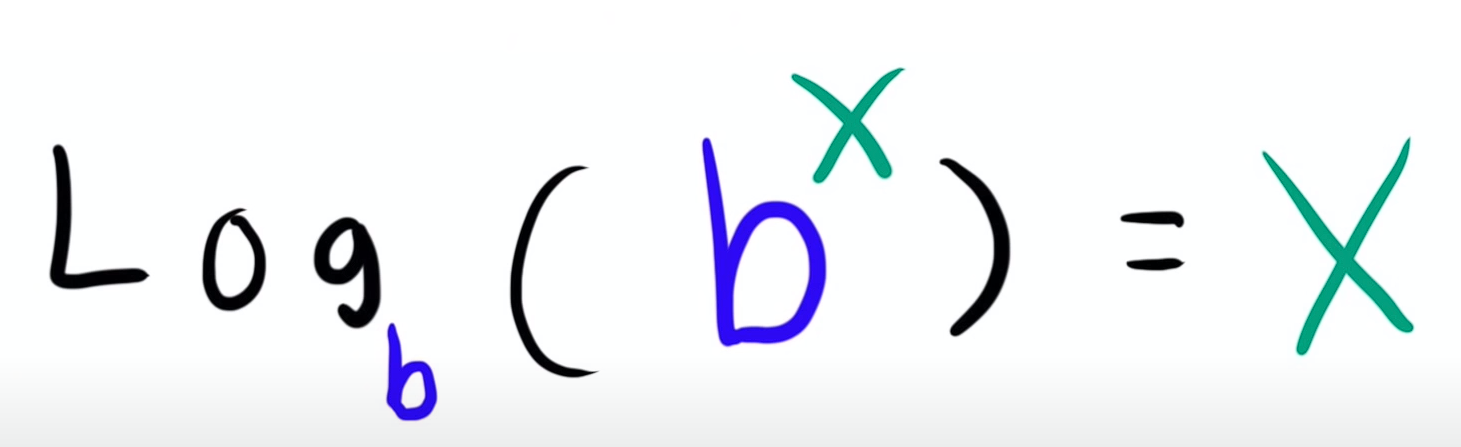 Log_b ( b^x ) = X